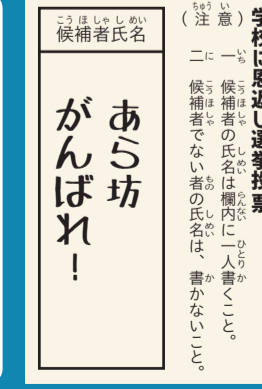 学校に恩返し選挙投票
(注意)
一 候補者の氏名は欄内に一人書くこと。
二 候補者でない者の氏名は、書かないこと。
候補者氏名
あら坊
がんばれ!